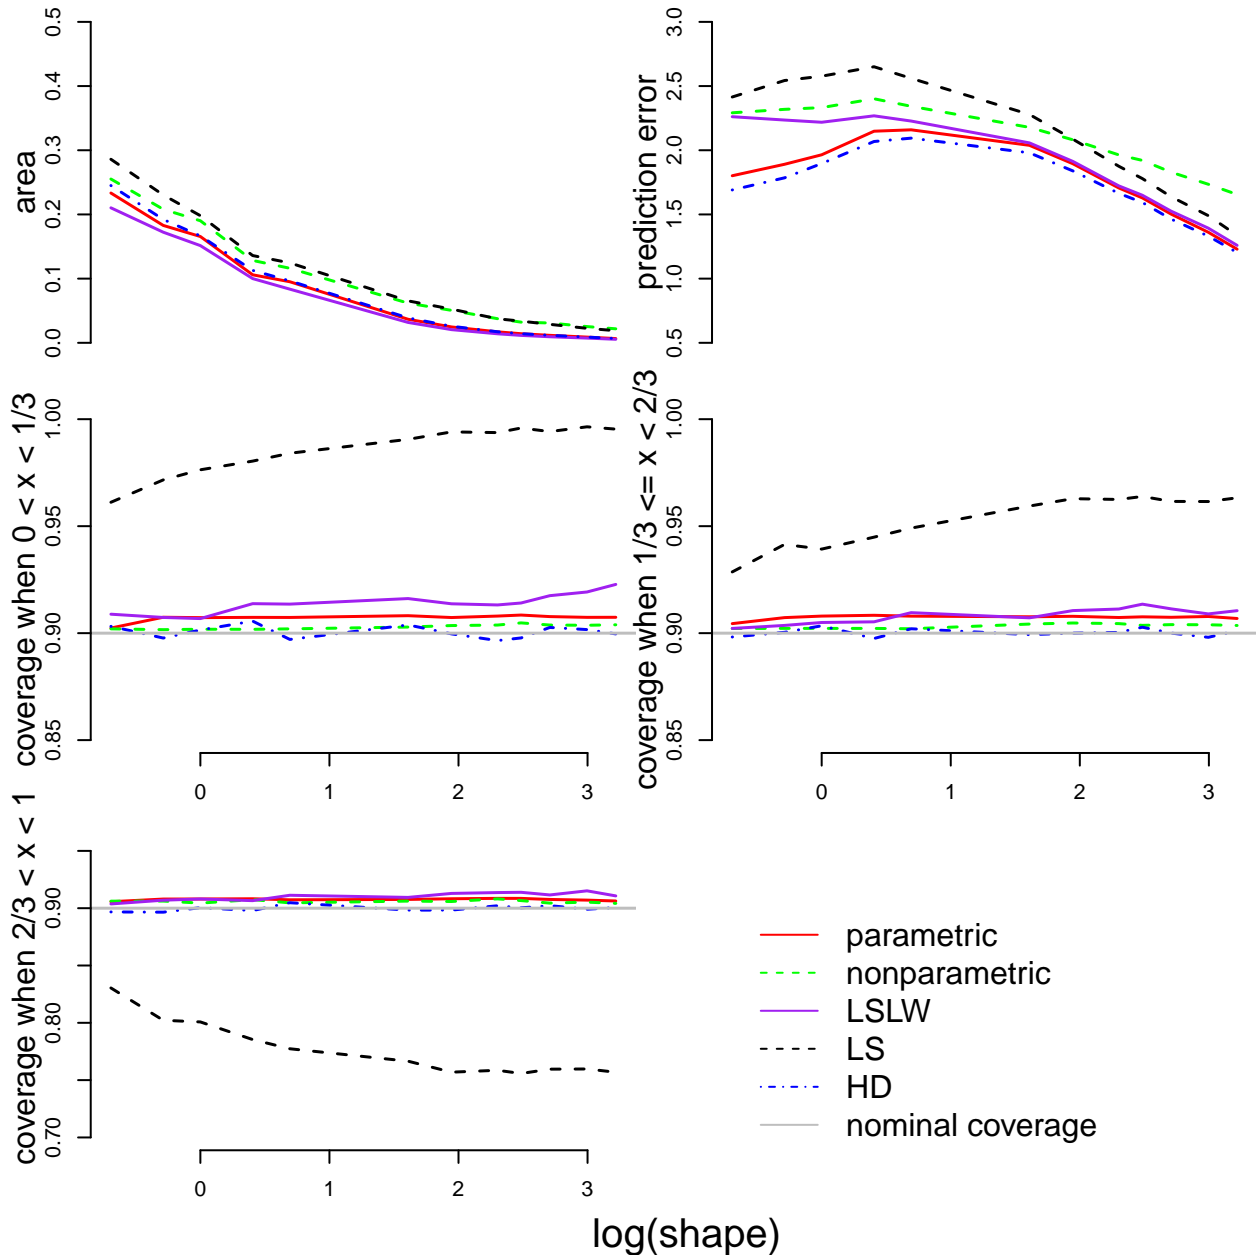 area
0.0 0.1 0.2 0.3 0.4 0.5
prediction error
0.5 1.0 1.5 2.0 2.5 3.0
coverage when 0 < x < 1/3
0.85 0.90 0.95 1.00
0 1 2 3
coverage when 1/3 <= x < 2/3
0.85 0.90 0.95 1.00
0 1 2 3
coverage when 2/3 < x < 1
0.70 0.80 0.90
0 1 2 3
parametric
nonparametric
LSLW
LS
HD
nominal coverage
log(shape)